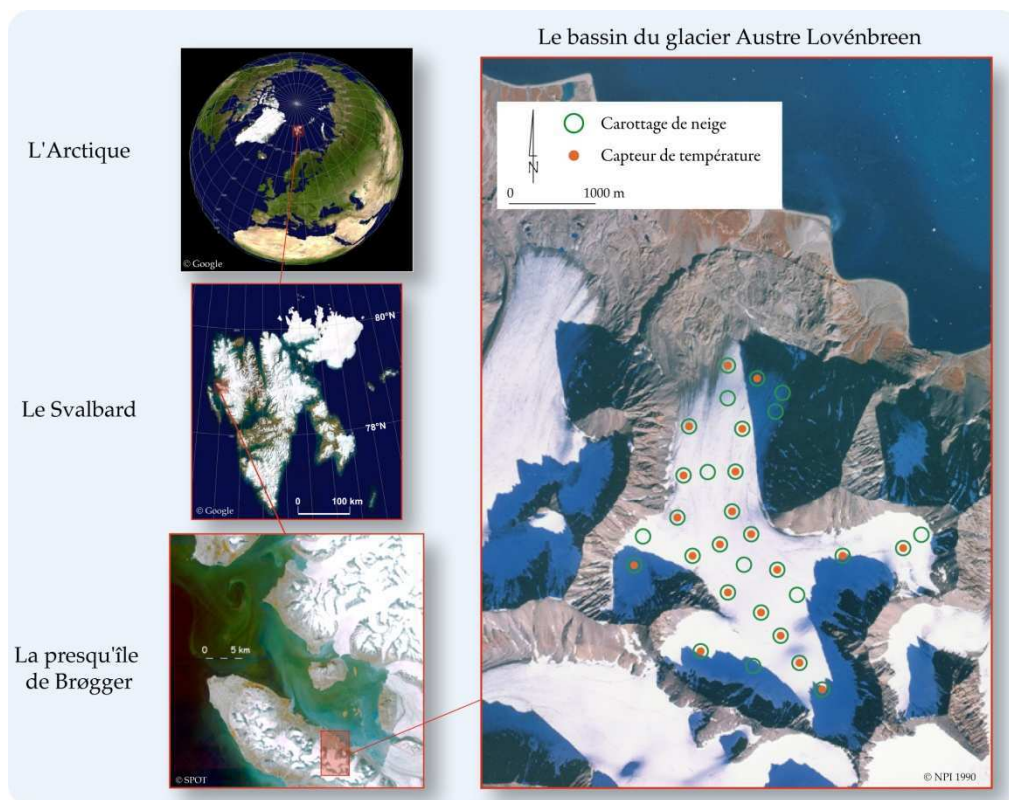 Le bassin du glacier Austre Lovénbreen
L'Arctique
© Google
Le Svalbard
80°N
78°N
0 100 km
© Google
La presqu'île
de Brøgger
0 5 km
© SPOT
N
Carottage de neige
Capteur de température
0 1000 m
© NPI 1990